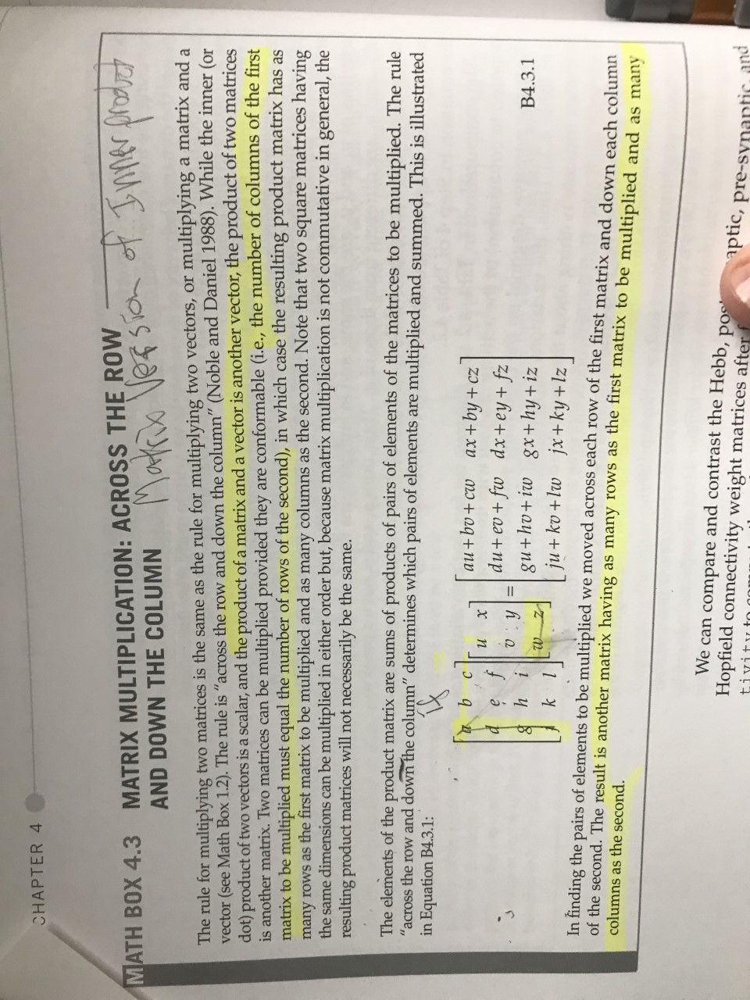 CHAPTER 4
MATH BOX 4.3 MATRIX MULTIPLICATION: ACROSS THE ROW
AND DOWN THE COLUMN
Matrix Version of Inner product
The rule for multiplying two matrices is the same as the rule for multiplying two vectors, or multiplying a matrix and a
vector (see Math Box 1.2). The rule is "across the row and down the column" (Noble and Daniel 1988). While the inner (or
dot) product of two vectors is a scalar, and the product of a matrix and a vector is another vector, the product of two matrices
is another matrix. Two matrices can be multiplied provided they are conformable (i.e., the number of columns of the first
matrix to be multiplied must equal the number of rows of the second), in which case the resulting product matrix has as
many rows as the first matrix to be multiplied and as many columns as the second. Note that two square matrices having
the same dimensions can be multiplied in either order but, because matrix multiplication is not commutative in general, the
resulting product matrices will not necessarily be the same.
The elements of the product matrix are sums of products of pairs of elements of the matrices to be multiplied. The rule
"across the row and down the column" determines which pairs of elements are multiplied and summed. This is illustrated
in Equation B4.3.1:
is
a b c u x au + bv + cw ax + by + cz
d e f v y = du + ev + fw dx + ey + fz
g h i w z gu + hv + iw gx + hy + iz B4.3.1
j k l ju + kv + lw jx + ky + lz
In finding the pairs of elements to be multiplied we moved across each row of the first matrix and down each column
of the second. The result is another matrix having as many rows as the first matrix to be multiplied and as many
columns as the second.
We can compare and contrast the Hebb, aptic, pre-synaptic, and
Hopfield connectivity weight matrices after